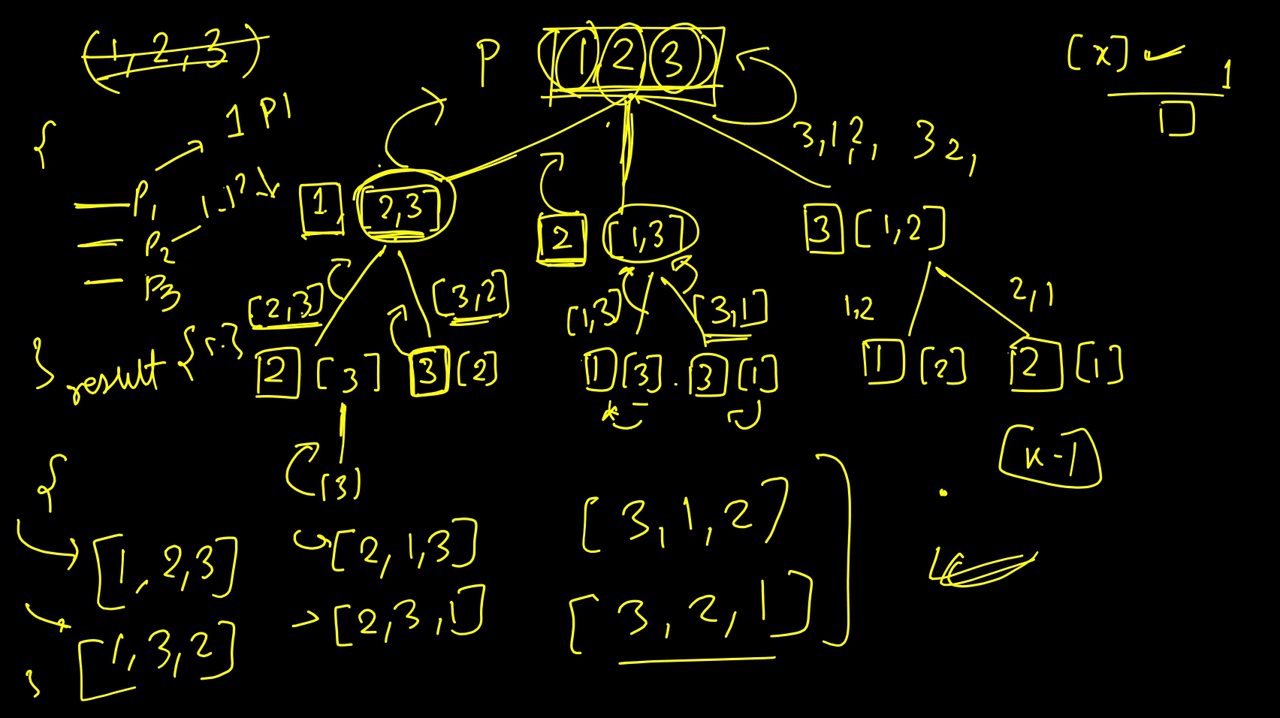 (1, 2, 3)
P (1 2 3)
[x] ✓ 1
{
1 P1
3,1,2, 3 2,
P1
P2
P3
1 [2,3]
2 [1,3]
3 [1,2]
[2,3] [3,2]
[1,3] [3,1]
1,2 2,1
} result {
2 [3] 3 [2]
1 [3] 3 [1]
1 [2] 2 [1]
[3]
k-1
{
[1, 2,3] [2, 1,3] [3, 1, 2]
[1, 3, 2] [2, 3, 1] [3, 2, 1]
}